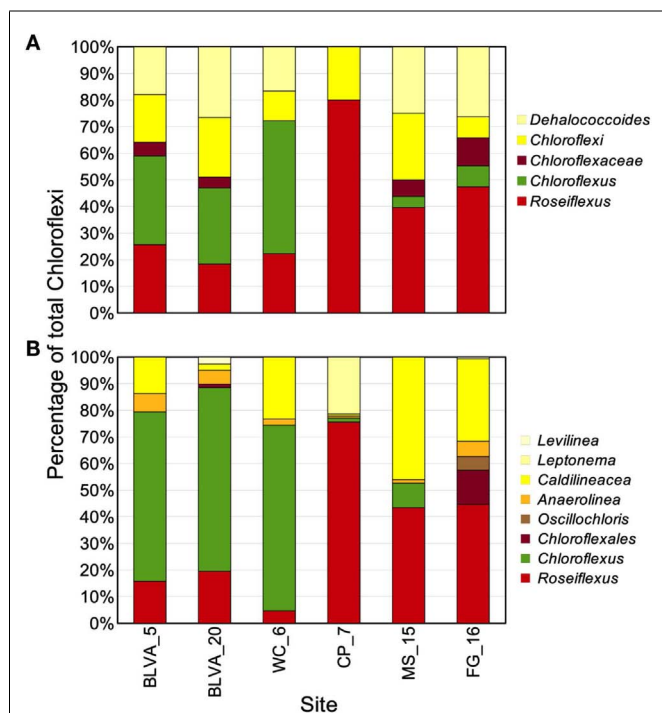 A
100%
90%
80%
70%
60%
50%
40%
30%
20%
10%
0%
Dehalococcoides
Chloroflexi
Chloroflexaceae
Chloroflexus
Roseiflexus
Percentage of total Chloroflexi
B
100%
90%
80%
70%
60%
50%
40%
30%
20%
10%
0%
Levilinea
Leptonema
Caldilineacea
Anaerolinea
Oscillochloris
Chloroflexales
Chloroflexus
Roseiflexus
BLVA_5
BLVA_20
WC_6
CP_7
MS_15
FG_16
Site